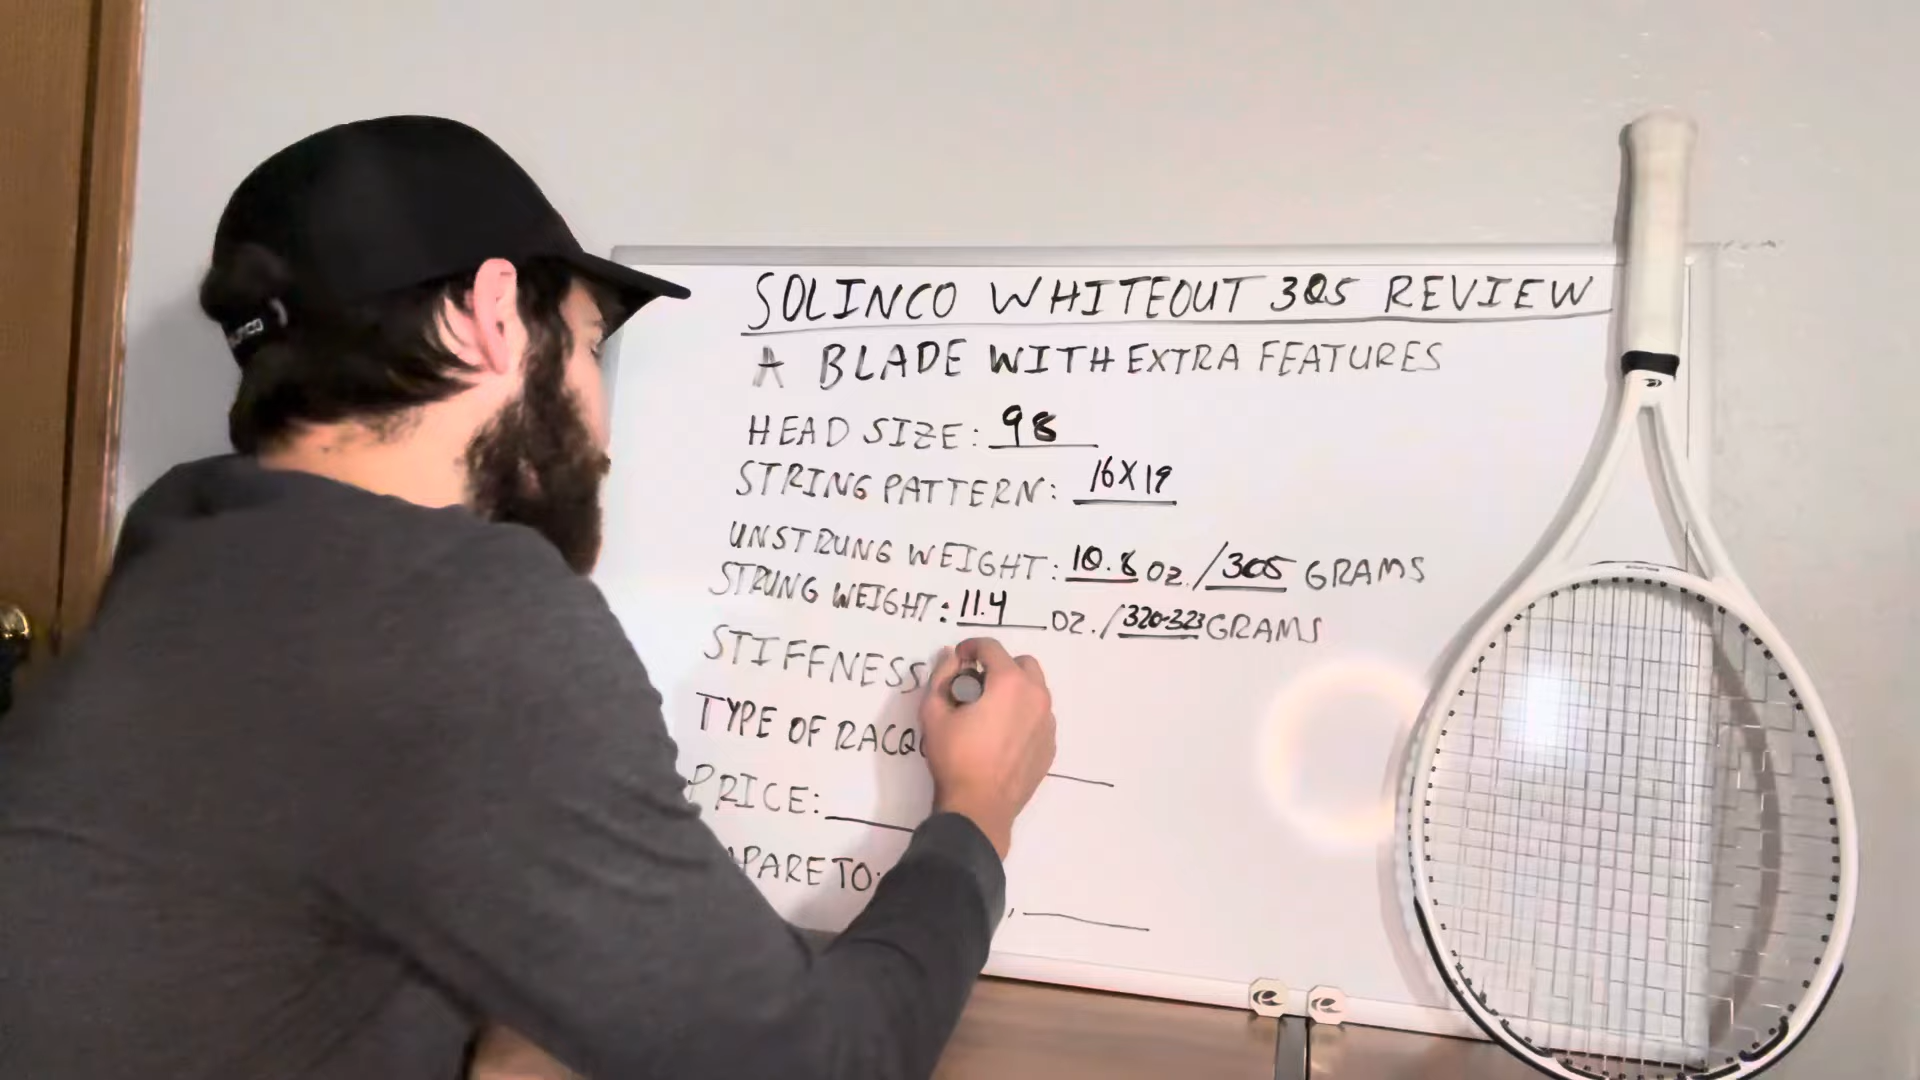 SOLINCO WHITEOUT 305 REVIEW
A BLADE WITH EXTRA FEATURES
HEAD SIZE: 98
STRING PATTERN: 16X19
UNSTRUNG WEIGHT: 10.8 OZ. / 305 GRAMS
STRUNG WEIGHT: 11.4 OZ. / 320-323 GRAMS
STIFFNESS
TYPE OF RACQ
PRICE:
PARE TO: